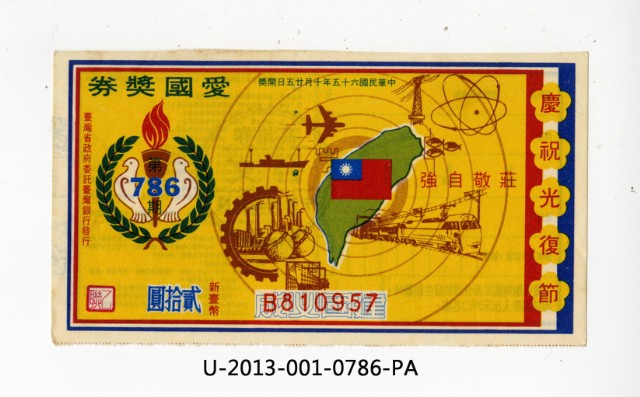 券獎國愛
獎開日五廿月十年五十六國民華中
慶祝光復節
臺灣省政府委託臺灣銀行發行
第
786
期
強自敬莊
圓拾貳
新臺幣
B810957
U-2013-001-0786-PA